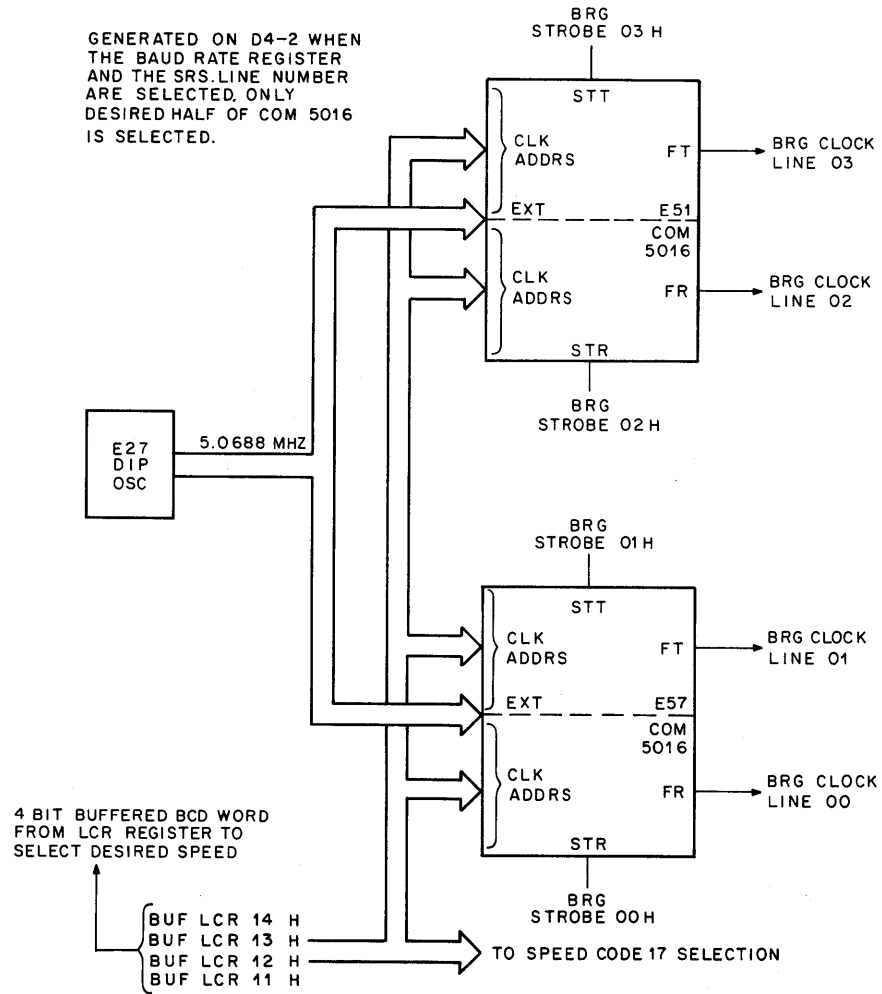 GENERATED ON D4-2 WHEN
THE BAUD RATE REGISTER
AND THE SRS.LINE NUMBER
ARE SELECTED, ONLY
DESIRED HALF OF COM 5016
IS SELECTED.
BRG
STROBE 03 H
STT
CLK
ADDRS
FT
BRG CLOCK
LINE 03
EXT
E51
COM
5016
CLK
ADDRS
FR
BRG CLOCK
LINE 02
STR
BRG
STROBE 02 H
E27
DIP
OSC
5.0688 MHZ
BRG
STROBE 01 H
STT
CLK
ADDRS
FT
BRG CLOCK
LINE 01
EXT
E57
COM
5016
CLK
ADDRS
FR
BRG CLOCK
LINE 00
STR
BRG
STROBE 00 H
4 BIT BUFFERED BCD WORD
FROM LCR REGISTER TO
SELECT DESIRED SPEED
BUF LCR 14 H
BUF LCR 13 H
BUF LCR 12 H
BUF LCR 11 H
TO SPEED CODE 17 SELECTION